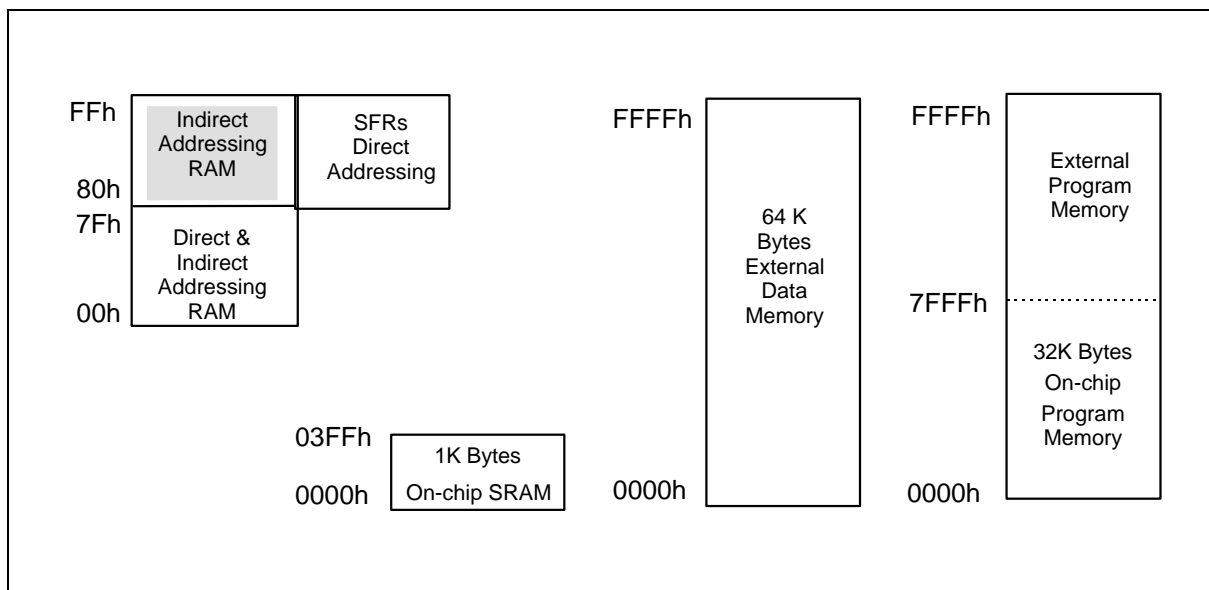 FFh
Indirect
Addressing
RAM
80h
SFRs
Direct
Addressing
7Fh
Direct &
Indirect
Addressing
RAM
00h
03FFh
1K Bytes
On-chip SRAM
0000h
FFFFh
64 K
Bytes
External
Data
Memory
0000h
FFFFh
External
Program
Memory
7FFFh
32K Bytes
On-chip
Program
Memory
0000h